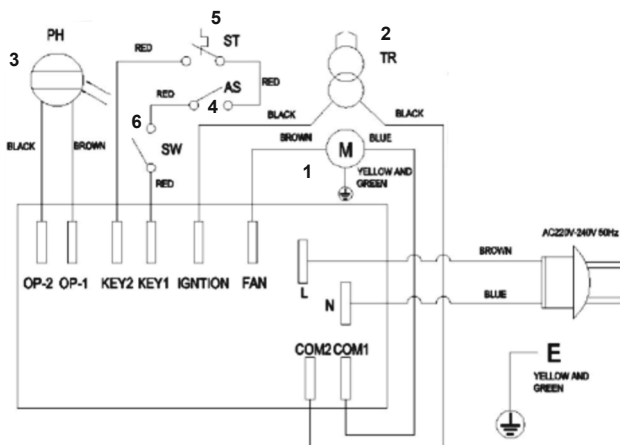 5
PH
2
3
RED
ST
TR
AS
RED
RED
4
6
BLACK
BLACK
BROWN
BLUE
BLACK
BROWN
SW
1
M
RED
YELLOW AND
GREEN
AC220V-240V 50Hz
BROWN
OP-2 OP-1 KEY2 KEY1 IGNTION FAN
L
BLUE
N
COM2 COM1
E
YELLOW AND
GREEN